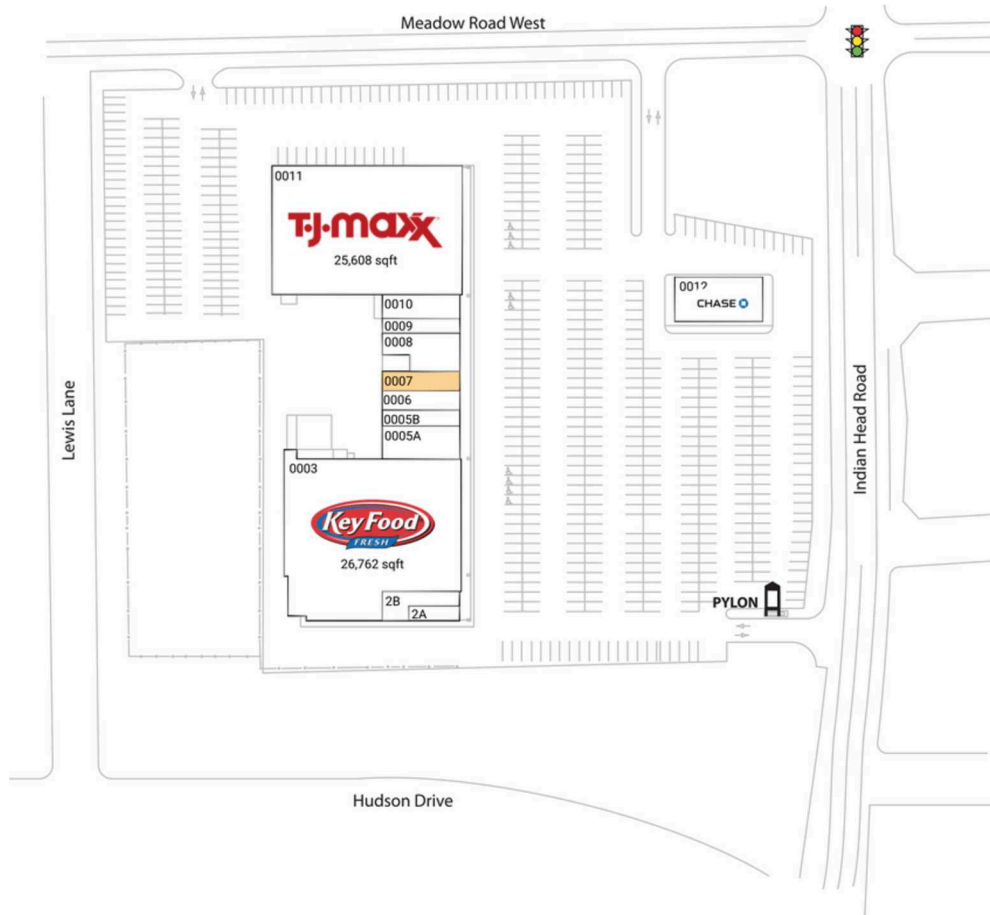 Meadow Road West
0011
T·J·maxx
25,608 sqft
0010
0009
0008
0007
0006
0005B
0005A
0003
Key Food
FRESH
26,762 sqft
2B
2A
0012
CHASE
PYLON
Lewis Lane
Indian Head Road
Hudson Drive